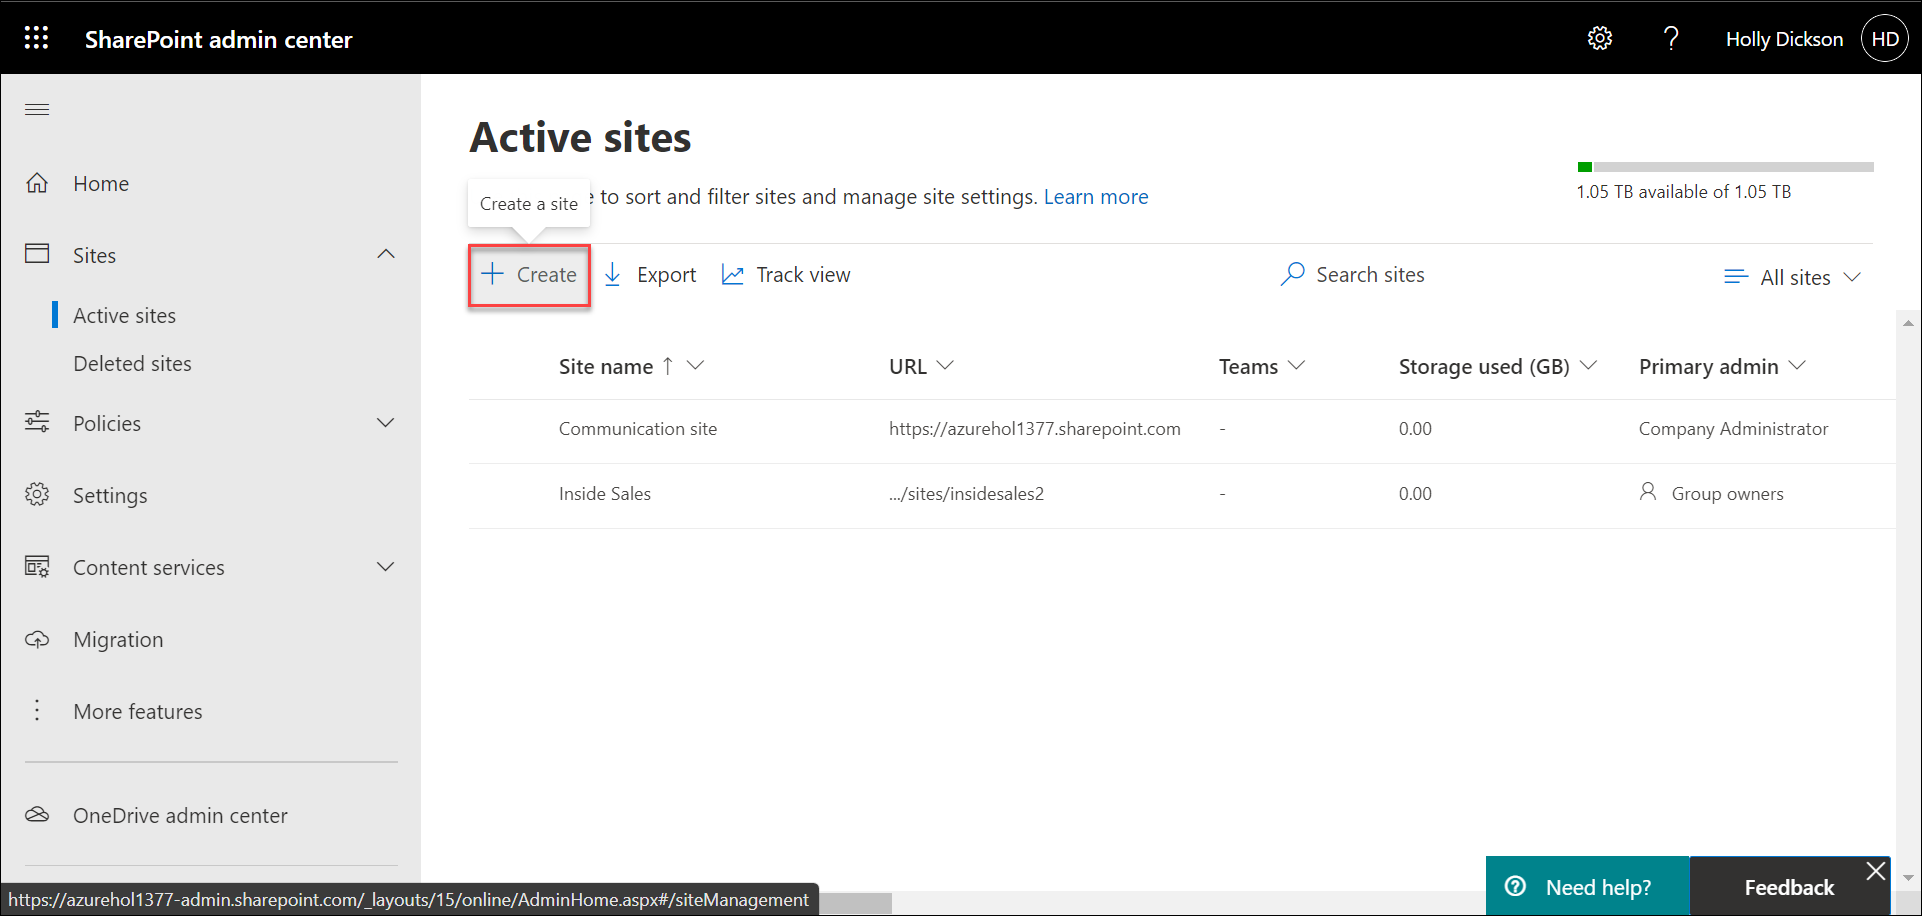 SharePoint admin center
Holly Dickson
HD
Home
Sites
Active sites
Deleted sites
Policies
Settings
Content services
Migration
More features
OneDrive admin center
Active sites
Create a site
e to sort and filter sites and manage site settings. Learn more
1.05 TB available of 1.05 TB
Create
Export
Track view
Search sites
All sites
Site name ↑ URL Teams Storage used (GB) Primary admin
Communication site https://azurehol1377.sharepoint.com - 0.00 Company Administrator
Inside Sales .../sites/insidesales2 - 0.00 Group owners
Need help?
Feedback
https://azurehol1377-admin.sharepoint.com/_layouts/15/online/AdminHome.aspx#/siteManagement